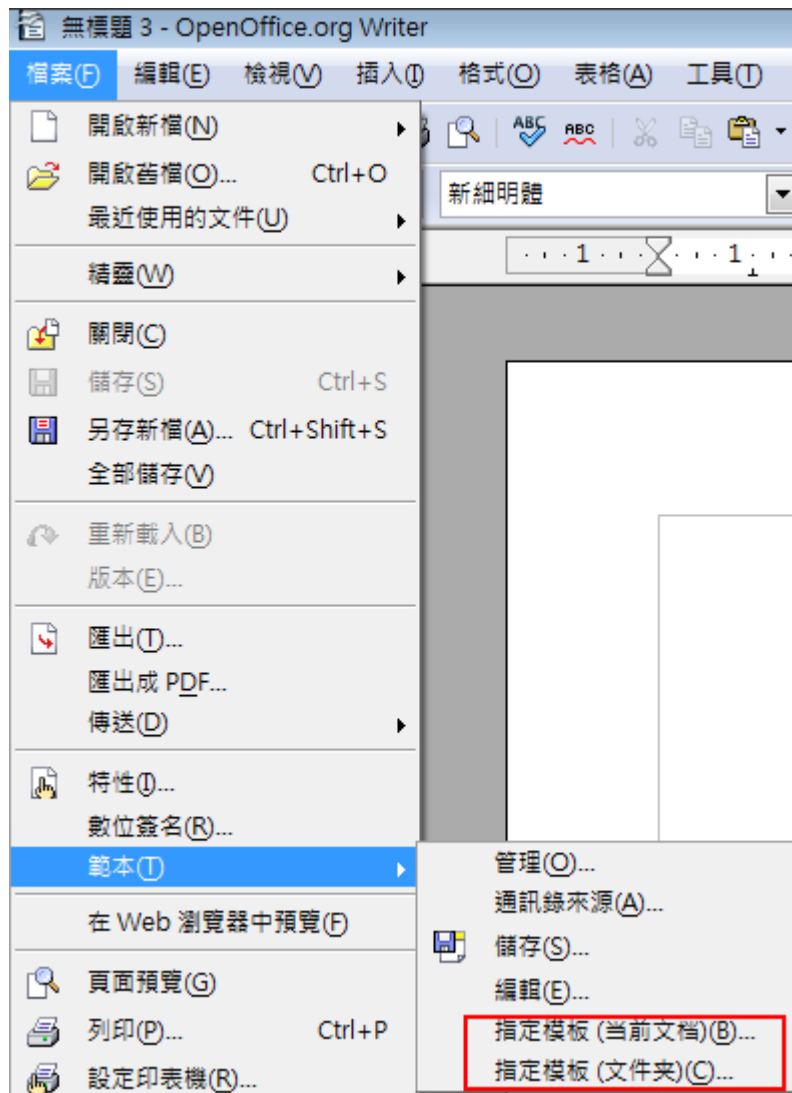 無標題 3 - OpenOffice.org Writer
檔案(F) 編輯(E) 檢視(V) 插入(I) 格式(O) 表格(A) 工具(T)
開啟新檔(N)
ABC ABC
開啟舊檔(O)... Ctrl+O
新細明體
最近使用的文件(U)
1 1
精靈(W)
關閉(C)
儲存(S) Ctrl+S
另存新檔(A)... Ctrl+Shift+S
全部儲存(V)
重新載入(B)
版本(E)...
匯出(T)...
匯出成 PDF...
傳送(D)
特性(I)...
數位簽名(R)...
範本(T)
在 Web 瀏覽器中預覽(F)
頁面預覽(G)
列印(P)... Ctrl+P
設定印表機(R)...
管理(O)...
通訊錄來源(A)...
儲存(S)...
編輯(E)...
指定模板 (当前文档)(B)...
指定模板 (文件夹)(C)...